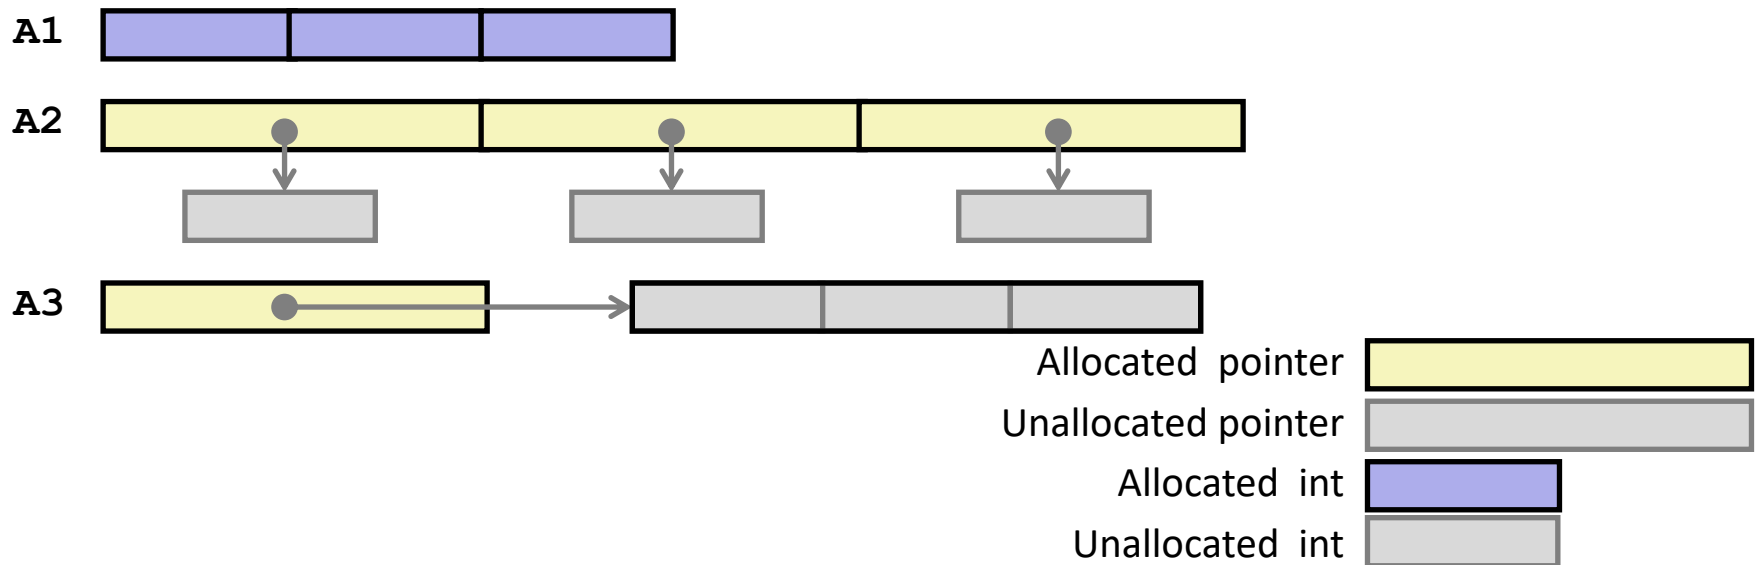 A1
A2
A3
Allocated pointer
Unallocated pointer
Allocated int
Unallocated int